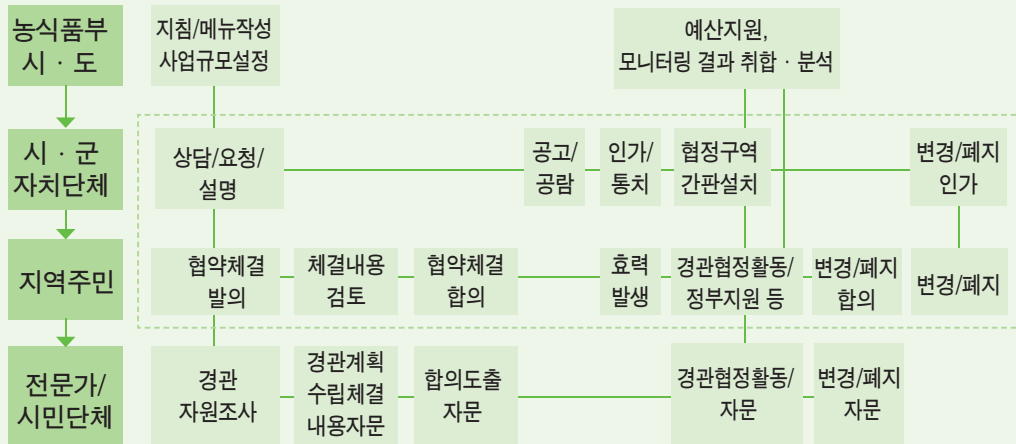 농식품부
시 · 도
지침/메뉴작성
사업규모설정
예산지원,
모니터링 결과 취합 · 분석
시 · 군
자치단체
상담/요청/
설명
공고/
공람
인가/
통치
협정구역
간판설치
변경/폐지
인가
지역주민
협약체결
발의
체결내용
검토
협약체결
합의
효력
발생
경관협정활동/
정부지원 등
변경/폐지
합의
변경/폐지
전문가/
시민단체
경관
자원조사
경관계획
수립체결
내용자문
합의도출
자문
경관협정활동/
자문
변경/폐지
자문